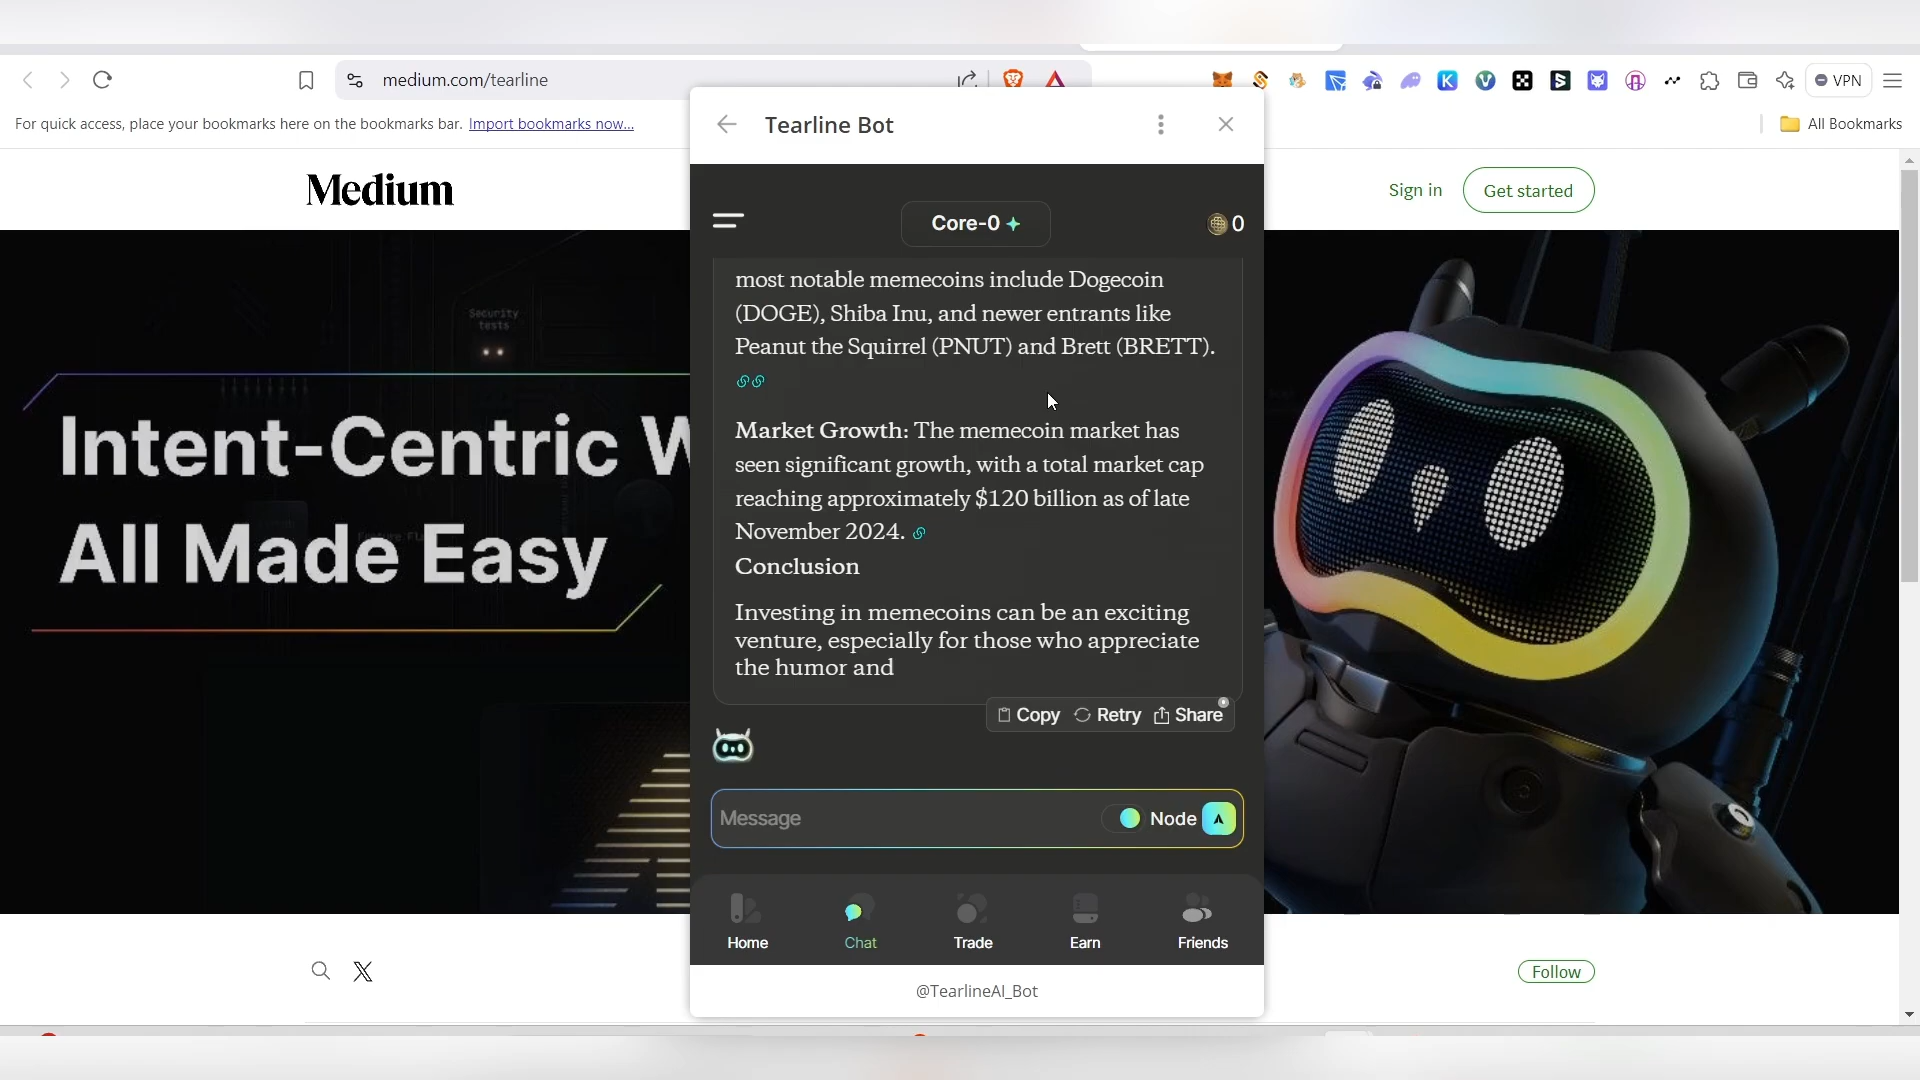 medium.com/tearline
VPN
For quick access, place your bookmarks here on the bookmarks bar. Import bookmarks now...
All Bookmarks
Medium
Sign in
Get started
Security
tests
Intent-Centric W
All Made Easy
Tearline Bot
Core-0
0
most notable memecoins include Dogecoin
(DOGE), Shiba Inu, and newer entrants like
Peanut the Squirrel (PNUT) and Brett (BRETT).
Market Growth: The memecoin market has
seen significant growth, with a total market cap
reaching approximately $120 billion as of late
November 2024.
Conclusion
Investing in memecoins can be an exciting
venture, especially for those who appreciate
the humor and
Copy Retry Share
Message
Node
Home
Chat
Trade
Earn
Friends
@TearlineAI_Bot
Follow